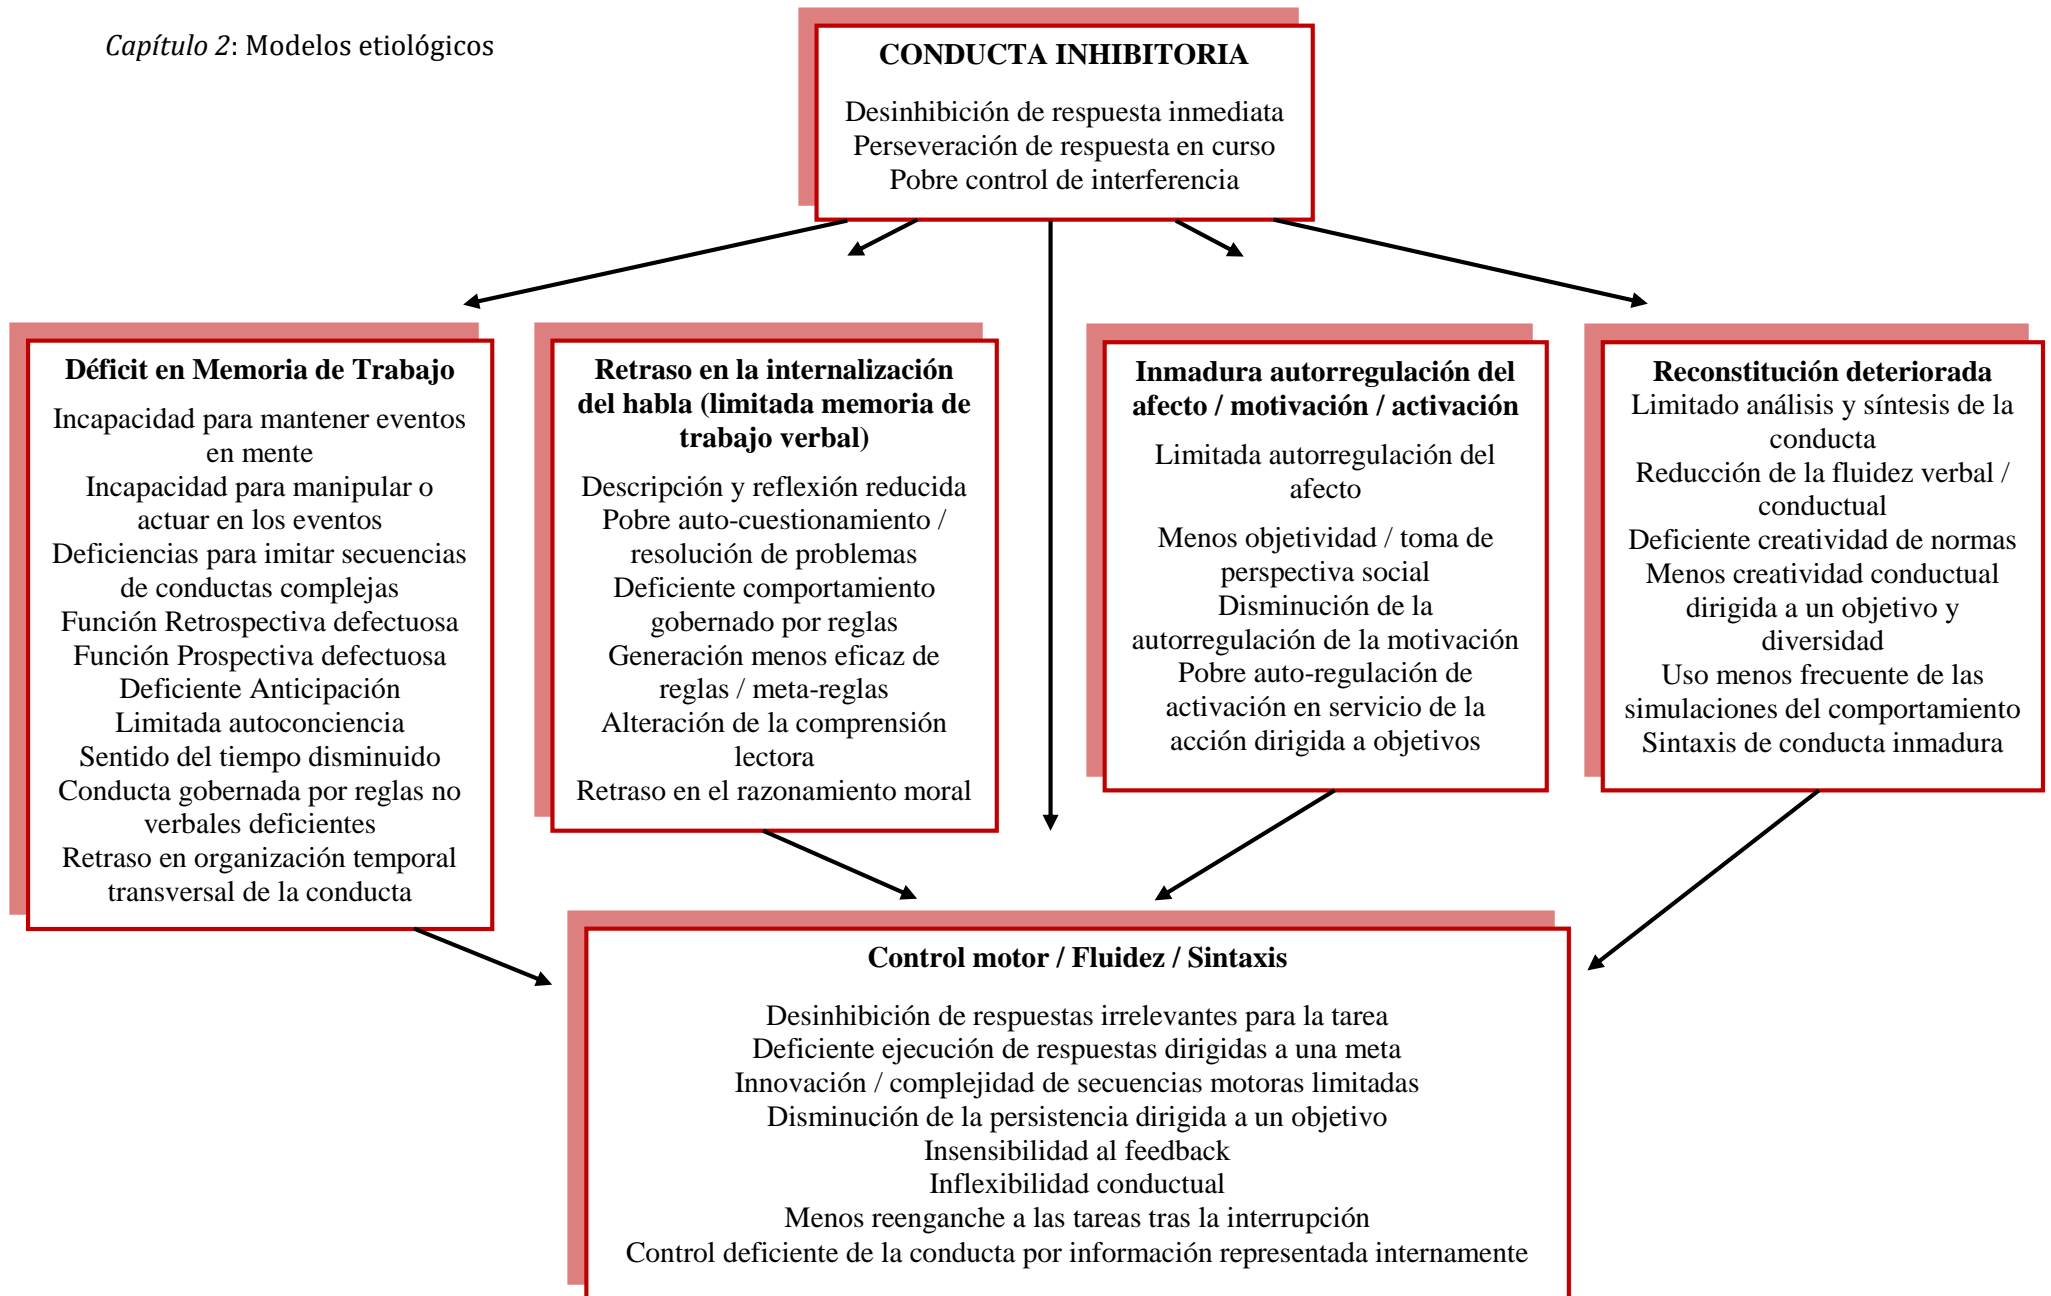 Capítulo 2: Modelos etiológicos
CONDUCTA INHIBITORIA
Desinhibición de respuesta inmediata
Perseveración de respuesta en curso
Pobre control de interferencia
Déficit en Memoria de Trabajo
Incapacidad para mantener eventos
en mente
Incapacidad para manipular o
actuar en los eventos
Deficiencias para imitar secuencias
de conductas complejas
Función Retrospectiva defectuosa
Función Prospectiva defectuosa
Deficiente Anticipación
Limitada autoconciencia
Sentido del tiempo disminuido
Conducta gobernada por reglas no
verbales deficientes
Retraso en organización temporal
transversal de la conducta
Retraso en la internalización
del habla (limitada memoria de
trabajo verbal)
Descripción y reflexión reducida
Pobre auto-cuestionamiento /
resolución de problemas
Deficiente comportamiento
gobernado por reglas
Generación menos eficaz de
reglas / meta-reglas
Alteración de la comprensión
lectora
Retraso en el razonamiento moral
Inmadura autorregulación del
afecto / motivación / activación
Limitada autorregulación del
afecto
Menos objetividad / toma de
perspectiva social
Disminución de la
autorregulación de la motivación
Pobre auto-regulación de
activación en servicio de la
acción dirigida a objetivos
Reconstitución deteriorada
Limitado análisis y síntesis de la
conducta
Reducción de la fluidez verbal /
conductual
Deficiente creatividad de normas
Menos creatividad conductual
dirigida a un objetivo y
diversidad
Uso menos frecuente de las
simulaciones del comportamiento
Sintaxis de conducta inmadura
Control motor / Fluidez / Sintaxis
Desinhibición de respuestas irrelevantes para la tarea
Deficiente ejecución de respuestas dirigidas a una meta
Innovación / complejidad de secuencias motoras limitadas
Disminución de la persistencia dirigida a un objetivo
Insensibilidad al feedback
Inflexibilidad conductual
Menos reenganche a las tareas tras la interrupción
Control deficiente de la conducta por información representada internamente